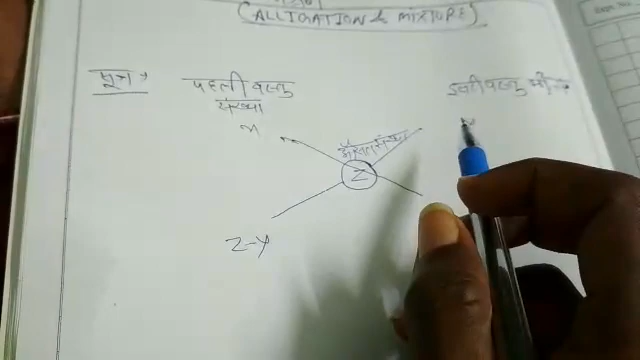 (ALLIGATION & MIXTURE)
सूत्र → पहली वस्तु दूसरी वस्तु
संख्या
x
औसत संख्या
Z
Z-y